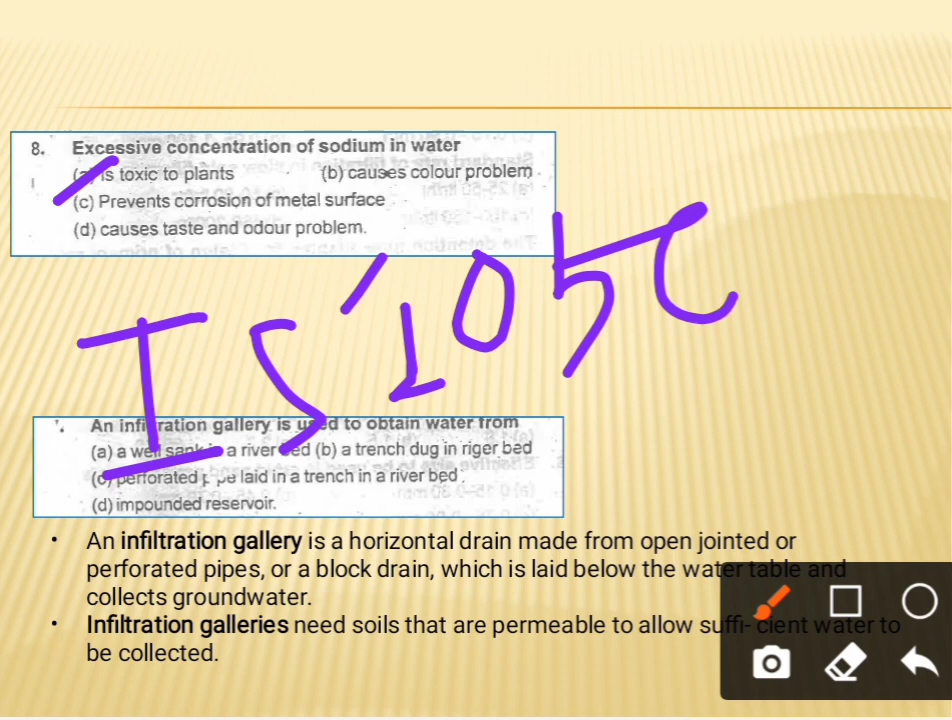 8. Excessive concentration of sodium in water
(a) is toxic to plants (b) causes colour problem
(c) Prevents corrosion of metal surface
(d) causes taste and odour problem.
IS 105
An infiltration gallery is used to obtain water from
(a) a well sank in a river bed (b) a trench dug in riger bed
(c) perforated laid in a trench in a river bed
(d) impounded reservoir.
• An infiltration gallery is a horizontal drain made from open jointed or
perforated pipes, or a block drain, which is laid below the water table and
collects groundwater.
• Infiltration galleries need soils that are permeable to allow suffi- cient water to
be collected.